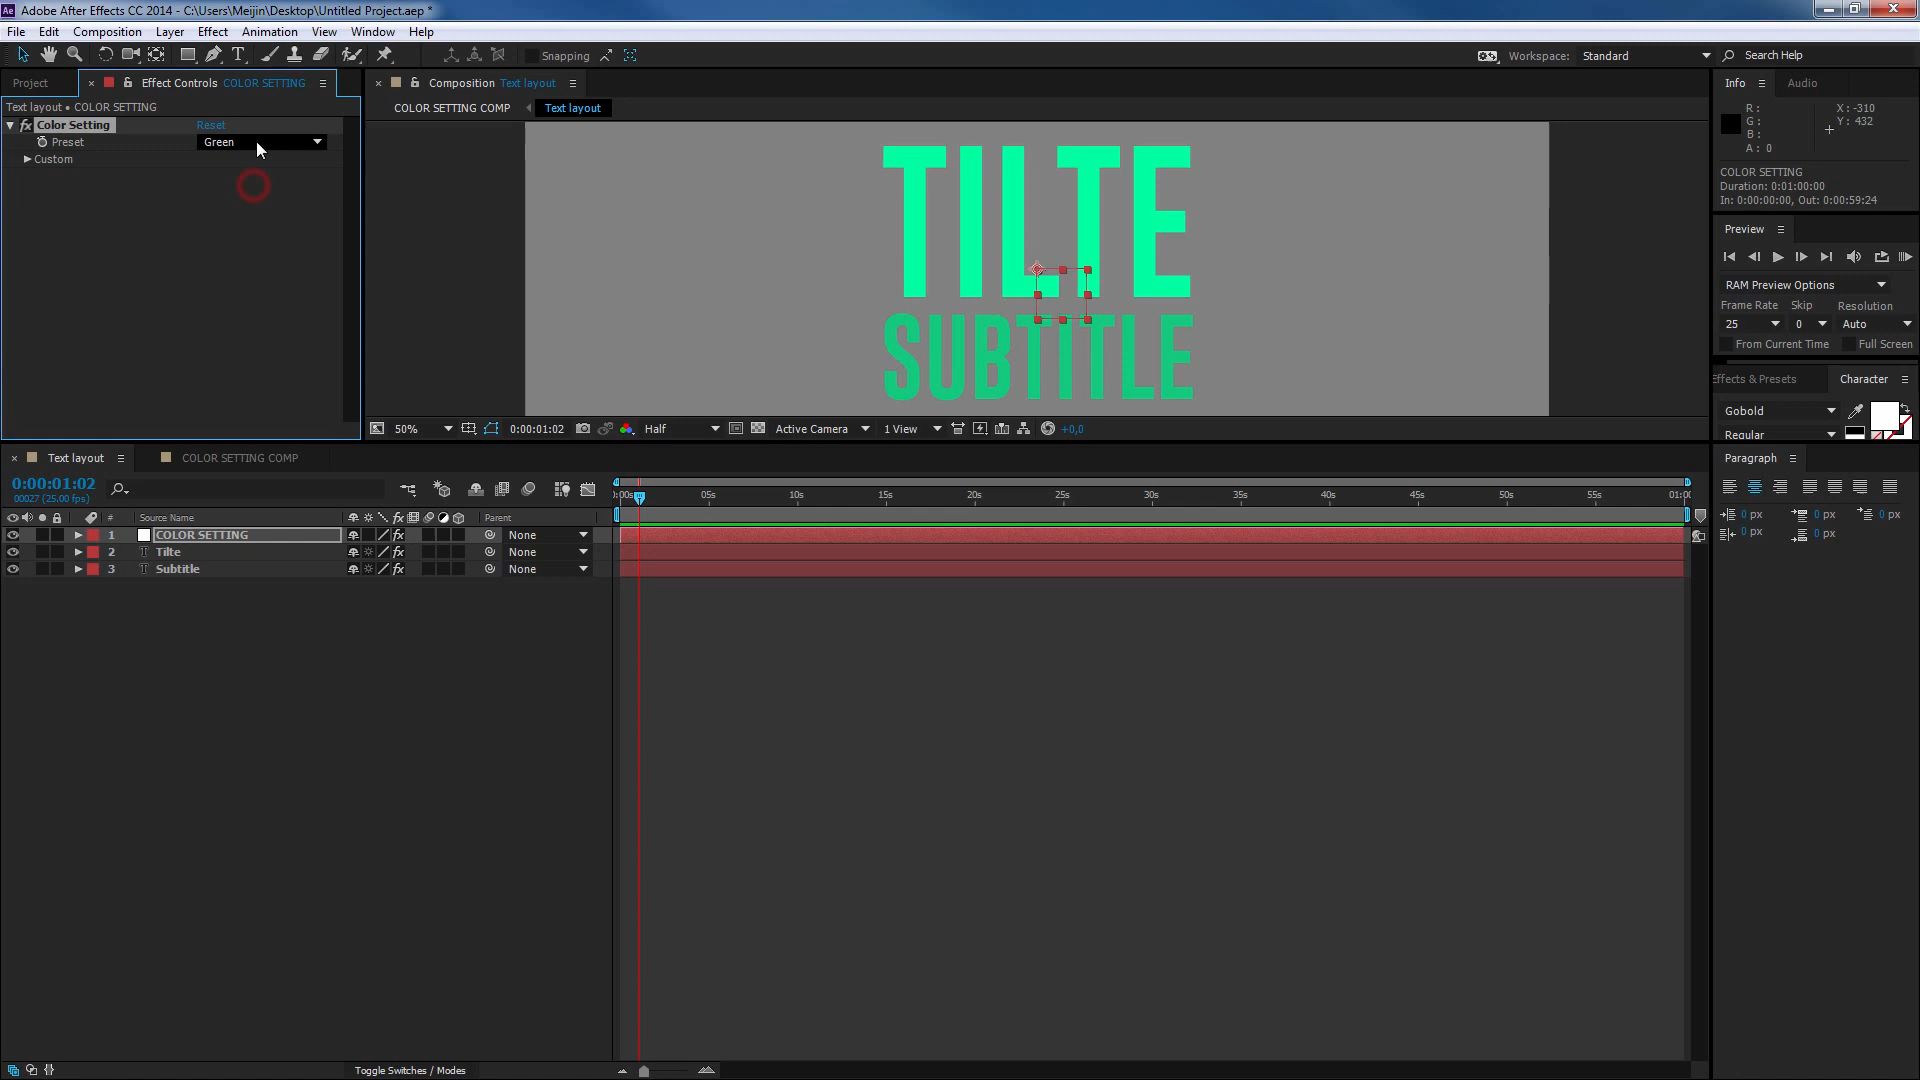 Adobe After Effects CC 2014 - C:\Users\Meijin\Desktop\Untitled Project.aep *
File Edit Composition Layer Effect Animation View Window Help
Snapping Workspace: Standard Search Help
Project Effect Controls COLOR SETTING
Composition Text layout
Info Audio
Text layout • COLOR SETTING
COLOR SETTING COMP Text layout
R: X: -310
G: Y: 432
B:
A: 0
Color Setting Reset
Preset Green
Custom
COLOR SETTING
Duration: 0:01:00:00
In: 0:00:00:00, Out: 0:00:59:24
TILTE
SUBTITLE
Preview
RAM Preview Options
Frame Rate Skip Resolution
25 0 Auto
From Current Time Full Screen
Effects & Presets Character
Gobold
Regular
50% 0:00:01:02 Half Active Camera 1 View +0,0
Text layout COLOR SETTING COMP
Paragraph
0:00:01:02
00027 (25.00 fps)
0 px 0 px 0 px
0 px 0 px
:00s 05s 10s 15s 20s 25s 30s 35s 40s 45s 50s 55s 01:00
# Source Name Parent
1 COLOR SETTING None
2 Tilte None
3 Subtitle None
Toggle Switches / Modes